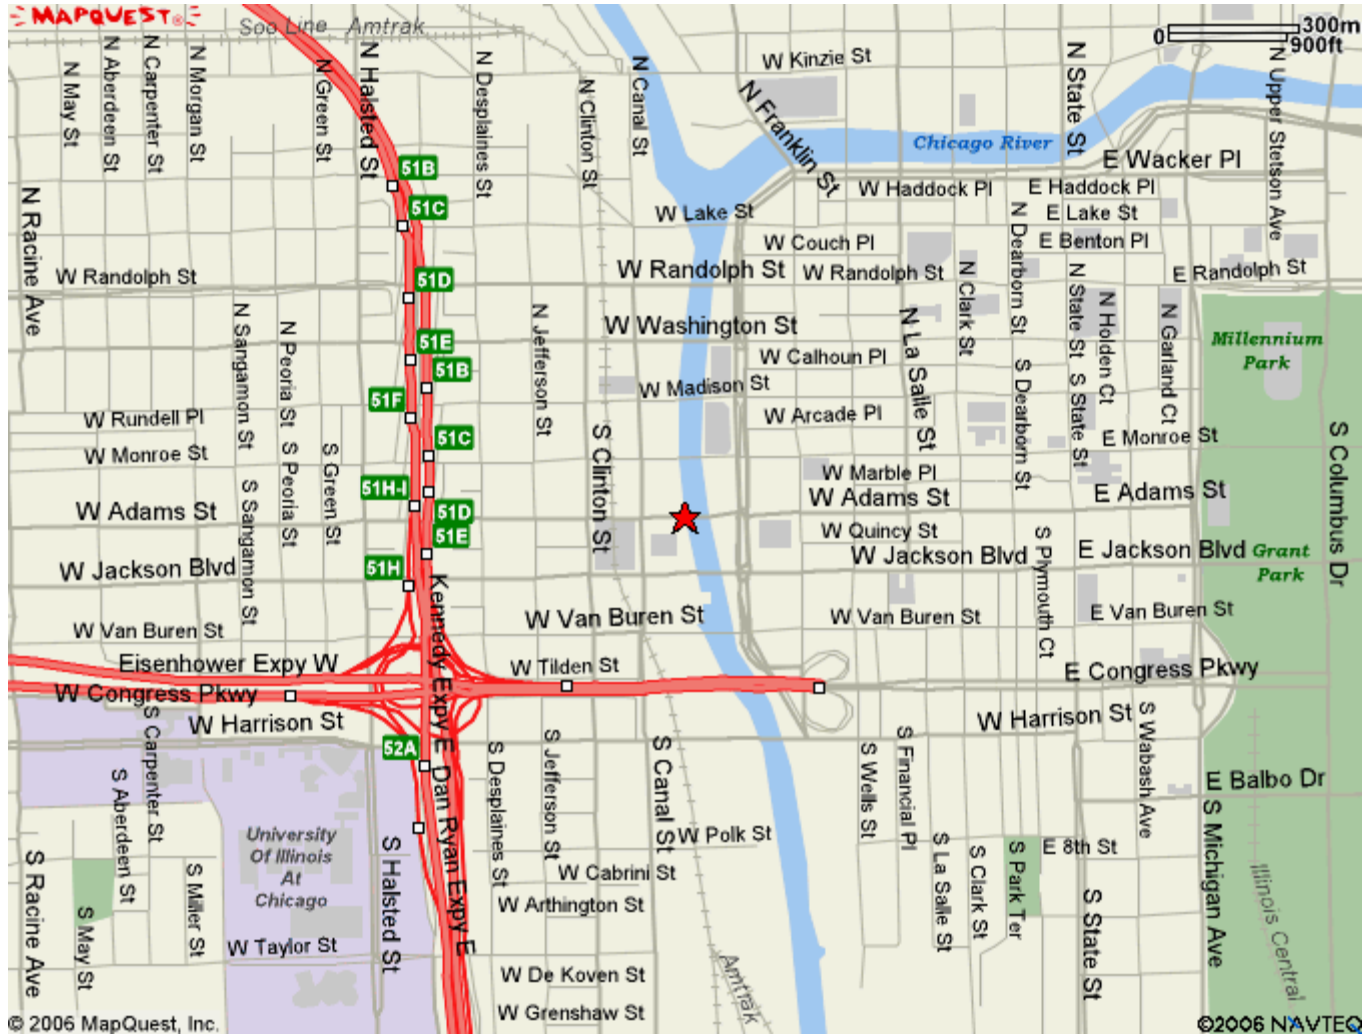 MAPQUEST®
Soo Line Amtrak
300m
0
900ft
N May St
N Aberdeen St
N Carpenter St
N Morgan St
N Green St
N Halsted St
N Desplaines St
N Clinton St
N Canal St
W Kinzie St
N Franklin St
N State St
N Upper Stetson Ave
Chicago River
E Wacker Pl
51B
51C
W Haddock Pl
E Haddock Pl
W Lake St
E Lake St
N Racine Ave
W Couch Pl
N Dearborn St
E Benton Pl
W Randolph St
51D
W Randolph St
W Randolph St
N Clark St
E Randolph St
N Sangamon St
N Peoria St
N Jefferson St
W Washington St
N La Salle St
N State St
N Holden Ct
N Garland Ct
Millennium
Park
51E
51B
W Calhoun Pl
W Madison St
S Dearborn St
S State St
51F
W Rundell Pl
W Arcade Pl
51C
E Monroe St
W Monroe St
S Peoria St
S Green St
S Clinton St
S Columbus Dr
W Marble Pl
51H-I
W Adams St
E Adams St
W Adams St
S Sangamon St
51D
51E
W Quincy St
S Plymouth Ct
W Jackson Blvd
E Jackson Blvd
Grant
Park
W Jackson Blvd
51H
Kennedy Expy E
W Van Buren St
W Van Buren St
E Van Buren St
W Van Buren St
Eisenhower Expy W
W Tilden St
E Congress Pkwy
W Congress Pkwy
W Harrison St
W Harrison St
S Carpenter St
S Wabash Ave
52A
Dan Ryan Expy E
S Desplaines St
S Jefferson St
S Canal St
S Wells St
S Financial Pl
S Aberdeen St
E Balbo Dr
University
Of Illinois
At
Chicago
S Halsted St
W Polk St
S La Salle St
S Clark St
S Park Ter
E 8th St
S Michigan Ave
S Racine Ave
S May St
S Miller St
W Cabrini St
W Arthington St
S State St
Illinois Central
W Taylor St
W De Koven St
Amtrak
W Grenshaw St
© 2006 MapQuest, Inc.
©2006 NAVTEQ